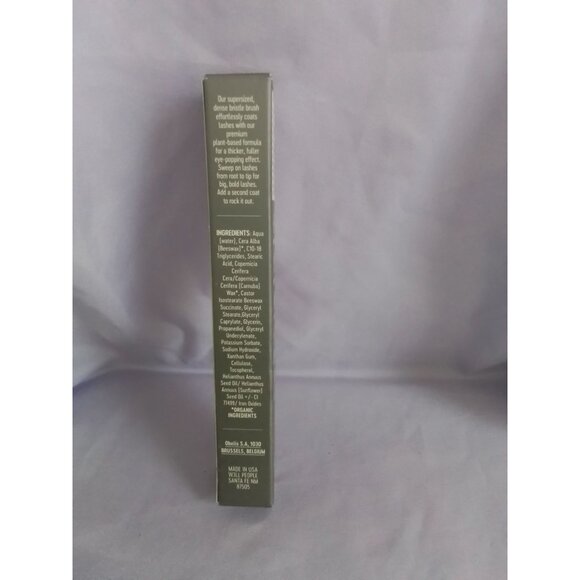 Our supersized,
dense bristle brush
effortlessly coats
lashes with our
premium
plant-based formula
for a thicker, fuller
eye-popping effect.
Sweep on lashes
from root to tip for
big, bold lashes.
Add a second coat
to rock it out.
INGREDIENTS: Aqua
(water), Cera Alba
(Beeswax)*, C10-18
Triglycerides, Stearic
Acid, Copernicia
Cerifera
Cera/Copernicia
Cerifera (Carnuba)
Wax*, Castor
Isostearate Beeswax
Succinate, Glyceryl
Stearate,Glyceryl
Caprylate, Glycerin,
Propanediol, Glyceryl
Undecylenate,
Potassium Sorbate,
Sodium Hydroxide,
Xanthan Gum,
Cellulose,
Tocopherol,
Helianthus Annuus
Seed Oil/ Helianthus
Annuus (Sunflower)
Seed Oil +/- CI
77499/ Iron Oxides
*ORGANIC
INGREDIENTS
Obelis S.A, 1030
BRUSSELS, BELGIUM
MADE IN USA
W3LL PEOPLE
SANTA FE NM
87505